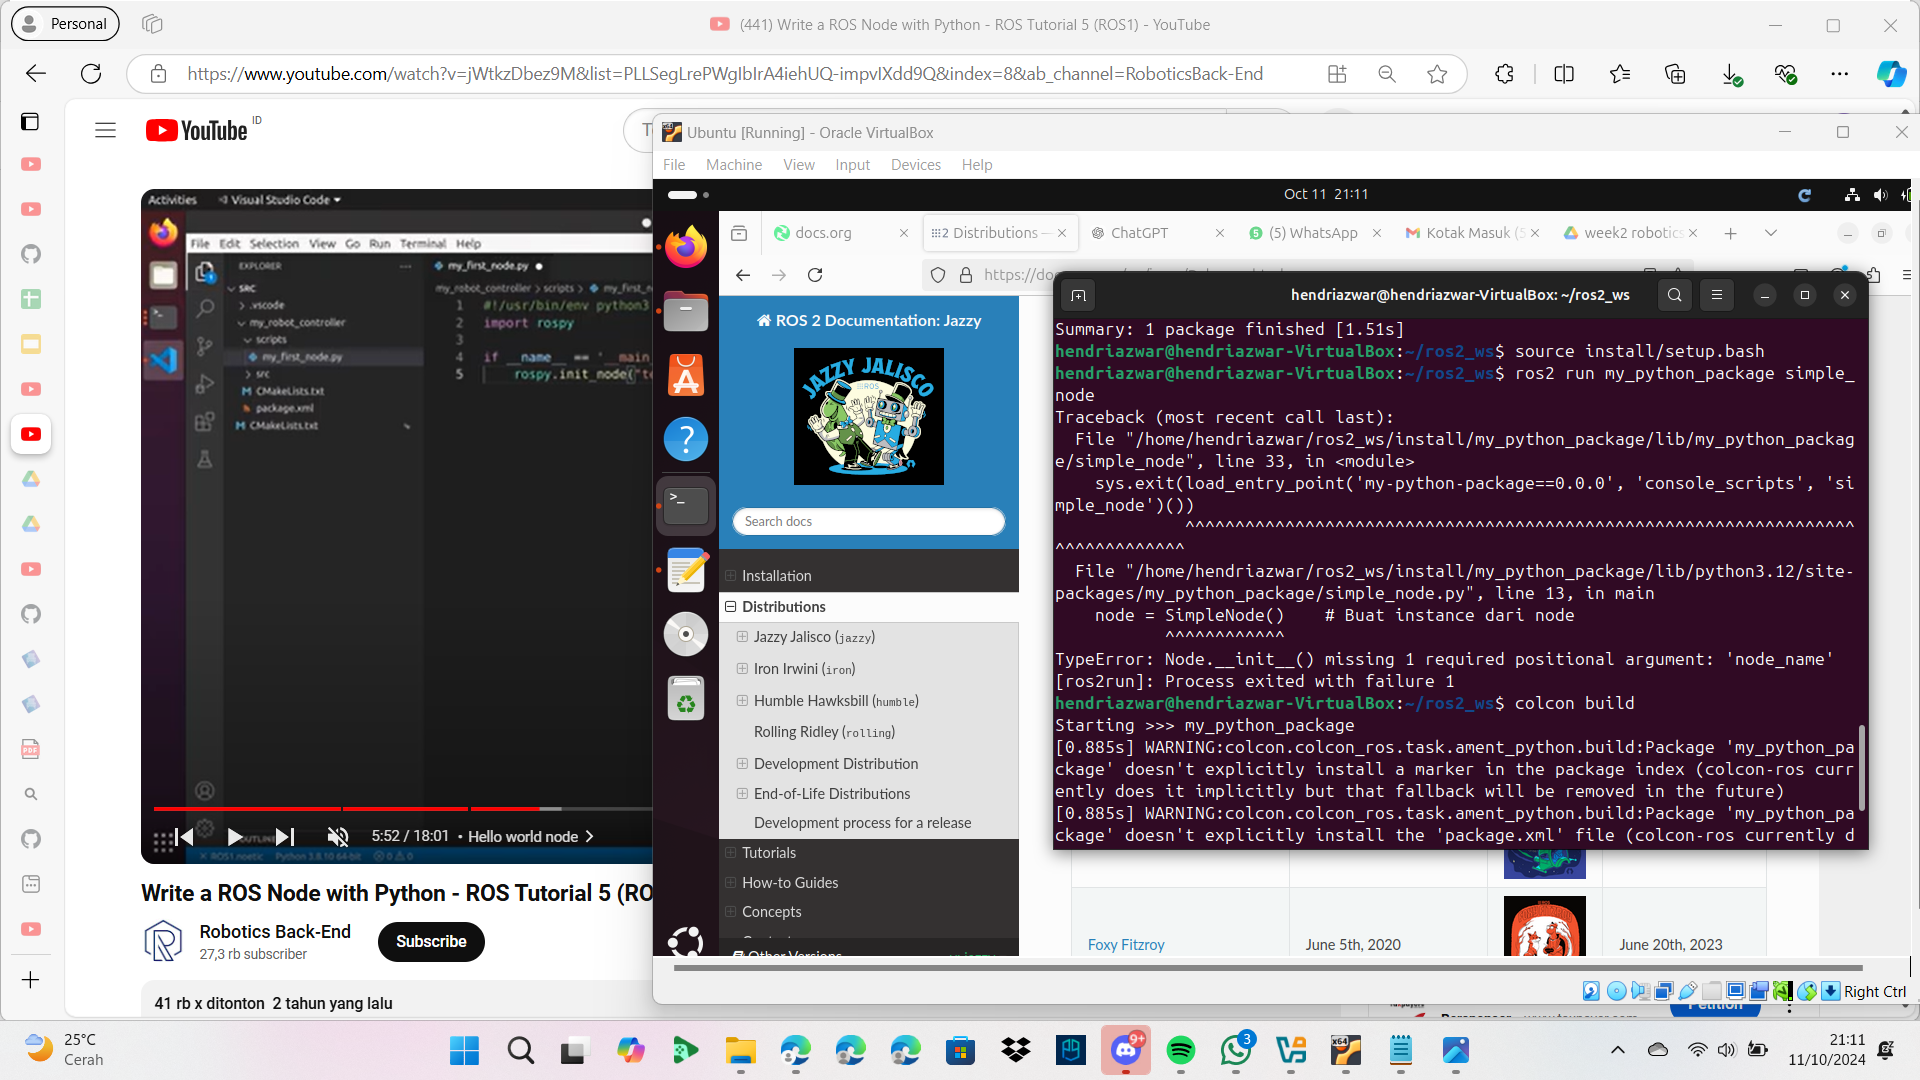 Personal
(441) Write a ROS Node with Python - ROS Tutorial 5 (ROS1) - YouTube
https://www.youtube.com/watch?v=jWtkzDbez9M&list=PLLSegLrePWgIbIrA4iehUQ-impvIXdd9Q&index=8&ab_channel=RoboticsBack-End
YouTube ID
Activities
Visual Studio Code
File Edit Selection View Go Run Terminal Help
EXPLORER
SRC
.vscode
my_robot_controller
scripts
my_first_node.py
src
CMakeLists.txt
package.xml
CMakeLists.txt
my_first_node.py
my_robot_controller > scripts >
1 #!/usr/bin/env python3
2 import rospy
3
4 if __name__ == '__main
5 rospy.init_node("te
OUTLINE
5:52 / 18:01 • Hello world node
Write a ROS Node with Python - ROS Tutorial 5 (RO
Robotics Back-End
27,3 rb subscriber
Subscribe
41 rb x ditonton 2 tahun yang lalu
Ubuntu [Running] - Oracle VirtualBox
File Machine View Input Devices Help
Oct 11 21:11
docs.org
2 Distributions —
ChatGPT
(5) WhatsApp
Kotak Masuk (5
week2 robotics
ROS 2 Documentation: Jazzy
JAZZY JALISCO
Search docs
Installation
Distributions
Jazzy Jalisco (jazzy)
Iron Irwini (iron)
Humble Hawksbill (humble)
Rolling Ridley (rolling)
Development Distribution
End-of-Life Distributions
Development process for a release
Tutorials
How-to Guides
Concepts
Other Versions
hendriazwar@hendriazwar-VirtualBox: ~/ros2_ws
Summary: 1 package finished [1.51s]
hendriazwar@hendriazwar-VirtualBox:~/ros2_ws$ source install/setup.bash
hendriazwar@hendriazwar-VirtualBox:~/ros2_ws$ ros2 run my_python_package simple_
node
Traceback (most recent call last):
File "/home/hendriazwar/ros2_ws/install/my_python_package/lib/my_python_packag
e/simple_node", line 33, in <module>
sys.exit(load_entry_point('my-python-package==0.0.0', 'console_scripts', 'si
mple_node')())
^^^^^^^^^^^^^^^^^^^^^^^^^^^^^^^^^^^^^^^^^^^^^^^^^^^^^^^^^^^^^^^^^^^
^^^^^^^^^^^^^
File "/home/hendriazwar/ros2_ws/install/my_python_package/lib/python3.12/site-
packages/my_python_package/simple_node.py", line 13, in main
node = SimpleNode() # Buat instance dari node
^^^^^^^^^^^^
TypeError: Node.__init__() missing 1 required positional argument: 'node_name'
[ros2run]: Process exited with failure 1
hendriazwar@hendriazwar-VirtualBox:~/ros2_ws$ colcon build
Starting >>> my_python_package
[0.885s] WARNING:colcon.colcon_ros.task.ament_python.build:Package 'my_python_pa
ckage' doesn't explicitly install a marker in the package index (colcon-ros curr
ently does it implicitly but that fallback will be removed in the future)
[0.885s] WARNING:colcon.colcon_ros.task.ament_python.build:Package 'my_python_pa
ckage' doesn't explicitly install the 'package.xml' file (colcon-ros currently d
Foxy Fitzroy
June 5th, 2020
June 20th, 2023
Right Ctrl
25°C
Cerah
9+
3
21:11
11/10/2024